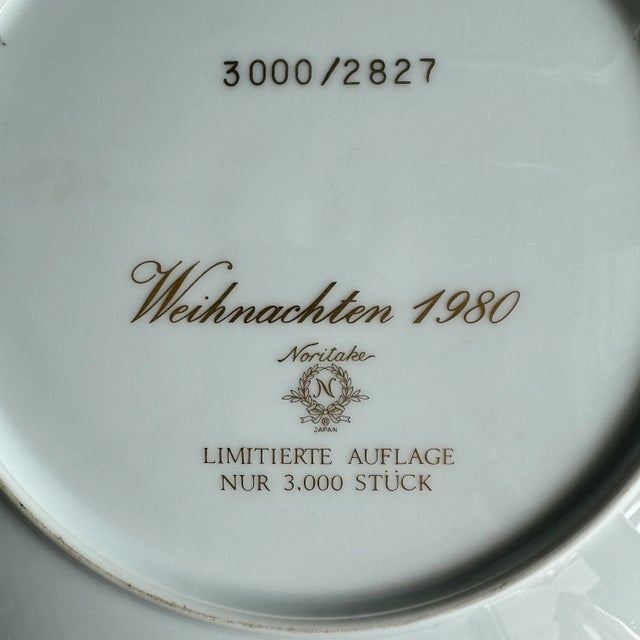 3000/2827
Weihnachten 1980
Noritake
N
®
JAPAN
LIMITIERTE AUFLAGE
NUR 3,000 STÜCK